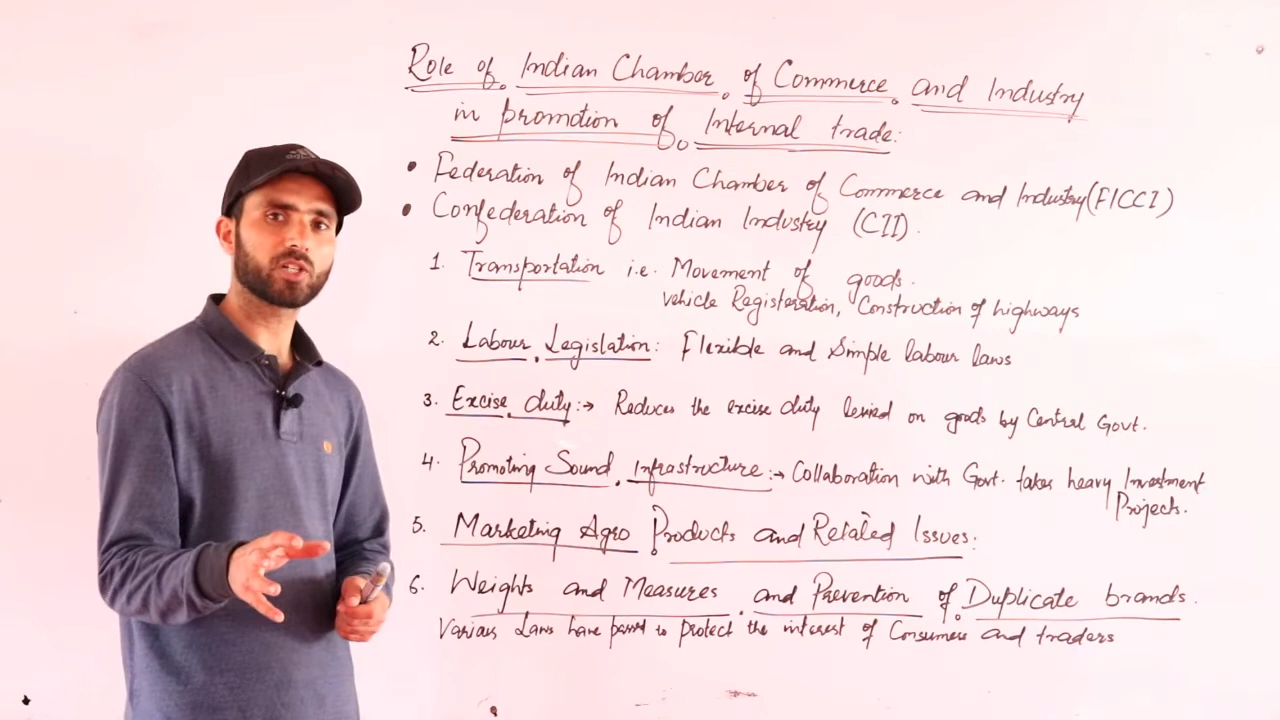 Role of Indian Chamber of Commerce and Industry
in promotion of Internal trade:
• Federation of Indian Chamber of Commerce and Industry (FICCI)
• Confederation of Indian Industry (CII).
1. Transportation i.e. Movement of goods.
vehicle Registeration, Construction of highways
2. Labour Legislation: Flexible and Simple labour laws
3. Excise duty:→ Reduces the excise duty levied on goods by Central Govt.
4. Promoting Sound Infrastructure:→ Collaboration with Govt. takes heavy Investment
Projects.
5. Marketing Agro Products and Related Issues:
6. Weights and Measures and Prevention of Duplicate brands.
Various Laws have passed to protect the interest of Consumers and traders